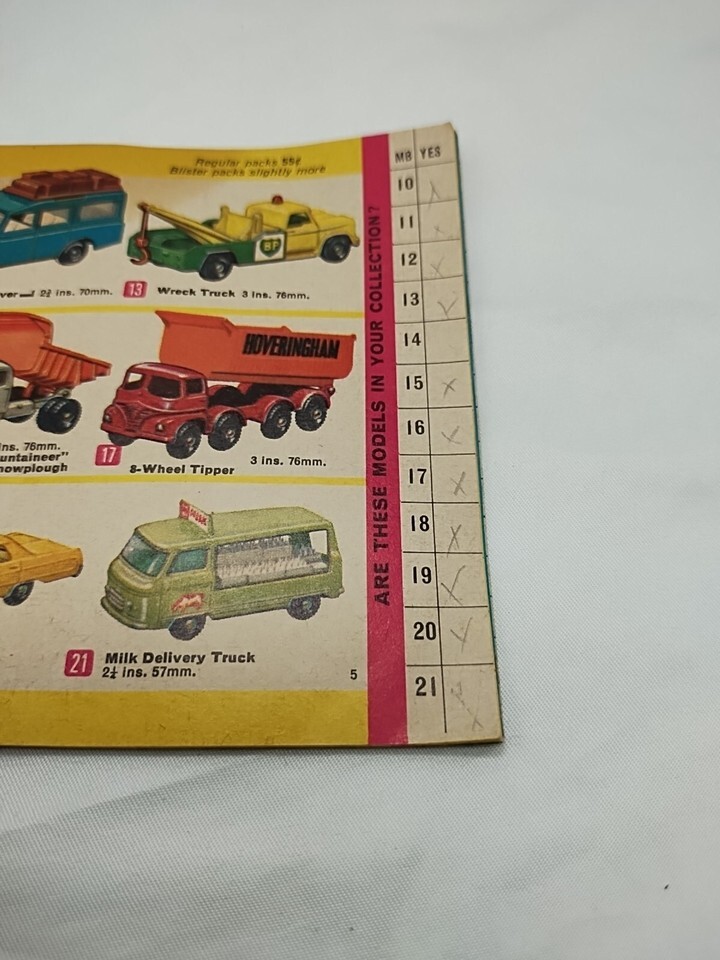 Regular packs 55¢
Blister packs slightly more
BP
ver— 2¾ ins. 70mm.
13 Wreck Truck 3 ins. 76mm.
HOVERINGHAM
ins. 76mm.
untaineer"
nowplough
17
8-Wheel Tipper
3 ins. 76mm.
21 Milk Delivery Truck
2¼ ins. 57mm.
5
ARE THESE MODELS IN YOUR COLLECTION?
MB YES
10
11
12
13
14
15
16
17
18
19
20
21